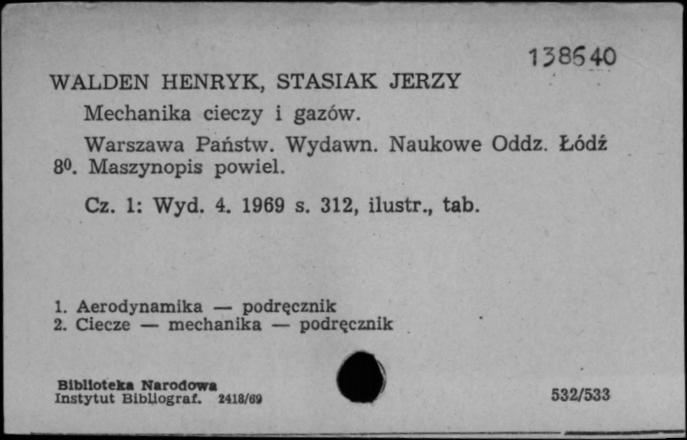 138640
WALDEN HENRYK, STASIAK JERZY
Mechanika cieczy i gazów.
Warszawa Państw. Wydawn. Naukowe Oddz. Łódź
8⁰. Maszynopis powiel.
Cz. 1: Wyd. 4. 1969 s. 312, ilustr., tab.
1. Aerodynamika — podręcznik
2. Ciecze — mechanika — podręcznik
Biblioteka Narodowa
Instytut Bibliograf. 2418/69
532/533